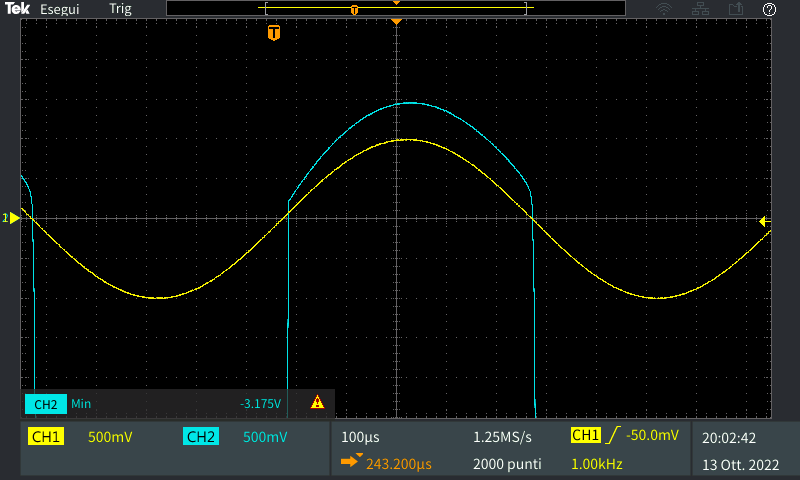 Tek Esegui Trig
T
T
CH2 Min -3.175V
CH1 500mV CH2 500mV 100µs 1.25MS/s CH1 -50.0mV 20:02:42
243.200µs 2000 punti 1.00kHz 13 Ott. 2022